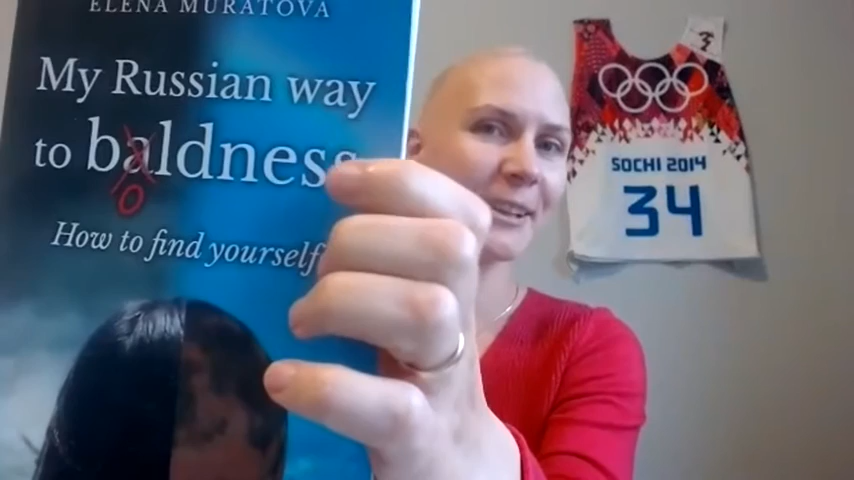 ELENA MURATOVA
My Russian way
to baldness
o
How to find yourself
SOCHI 2014
34